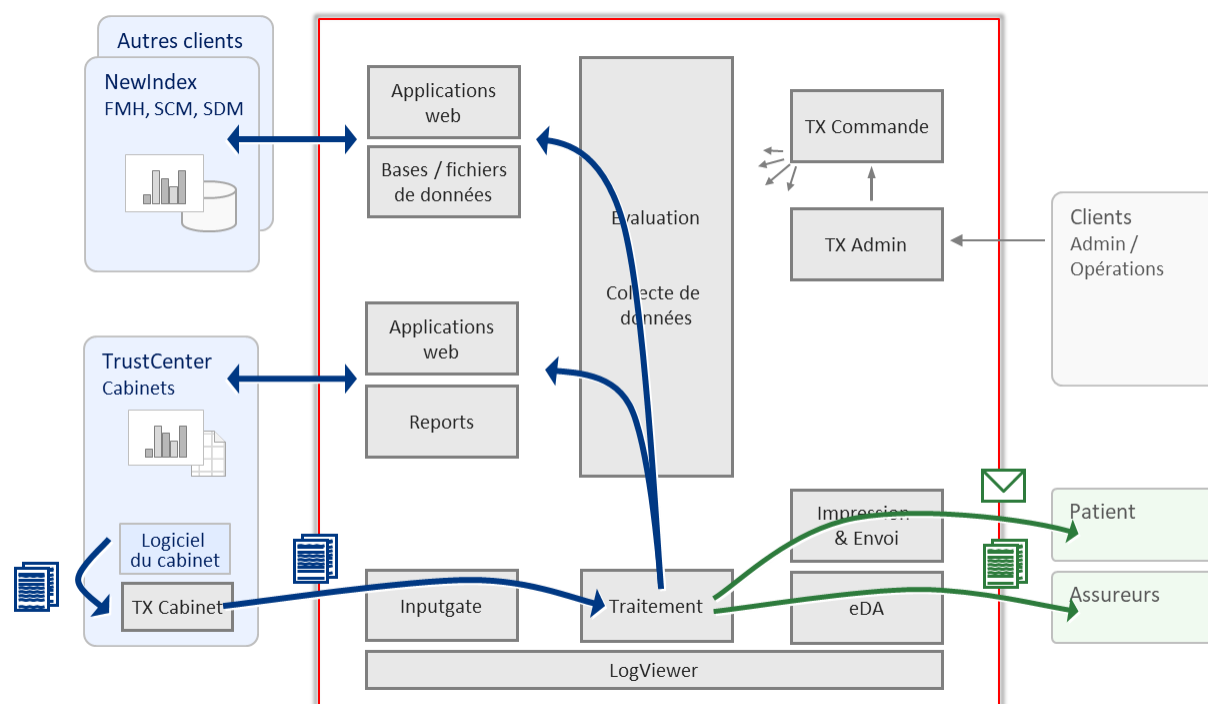 Autres clients
NewIndex
FMH, SCM, SDM
Applications
web
Bases / fichiers
de données
Evaluation
Collecte de
données
TX Commande
TX Admin
Clients
Admin /
Opérations
TrustCenter
Cabinets
Applications
web
Reports
Logiciel
du cabinet
TX Cabinet
Inputgate
Traitement
Impression
& Envoi
eDA
Patient
Assureurs
LogViewer